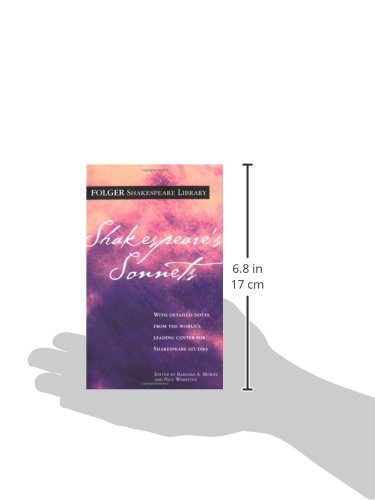 FOLGER SHAKESPEARE LIBRARY
Shakespeare's
Sonnets
WITH DETAILED NOTES
FROM THE WORLD'S
LEADING CENTER FOR
SHAKESPEARE STUDIES
EDITED BY BARBARA A. MOWAT
AND PAUL WERSTINE
6.8 in
17 cm